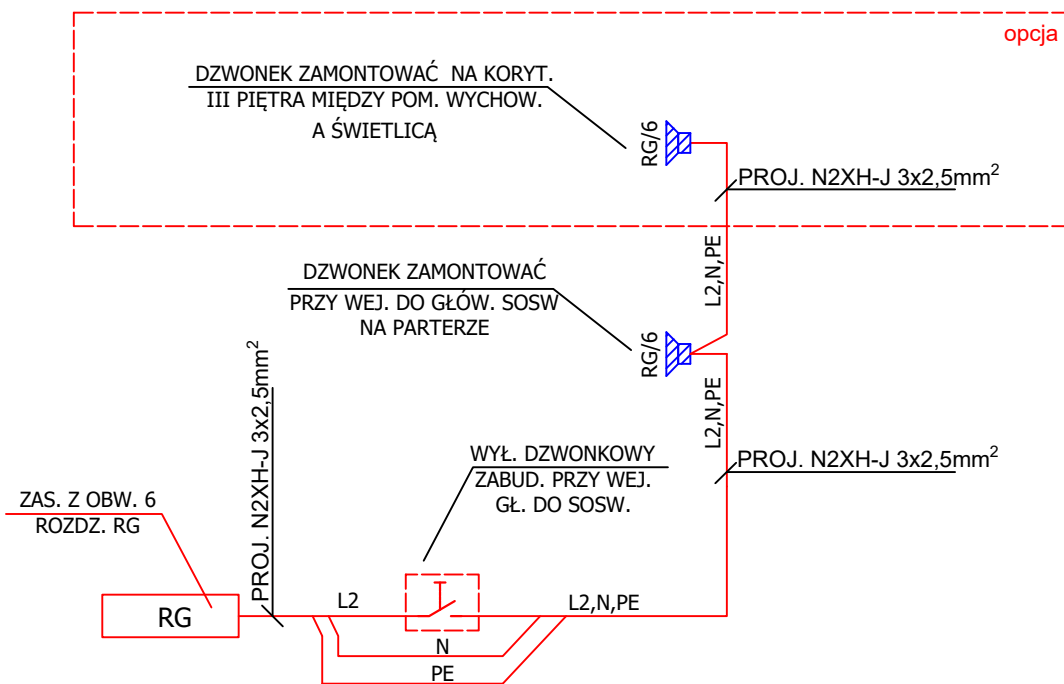 opcja
DZWONEK ZAMONTOWAĆ NA KORYT.
III PIĘTRA MIĘDZY POM. WYCHOW.
A ŚWIETLICĄ
RG/6
PROJ. N2XH-J 3x2,5mm²
L2,N,PE
DZWONEK ZAMONTOWAĆ
PRZY WEJ. DO GŁÓW. SOSW
NA PARTERZE
RG/6
L2,N,PE
PROJ. N2XH-J 3x2,5mm²
WYŁ. DZWONKOWY
ZABUD. PRZY WEJ.
GŁ. DO SOSW.
PROJ. N2XH-J 3x2,5mm²
ZAS. Z OBW. 6
ROZDZ. RG
RG
L2
L2,N,PE
N
PE